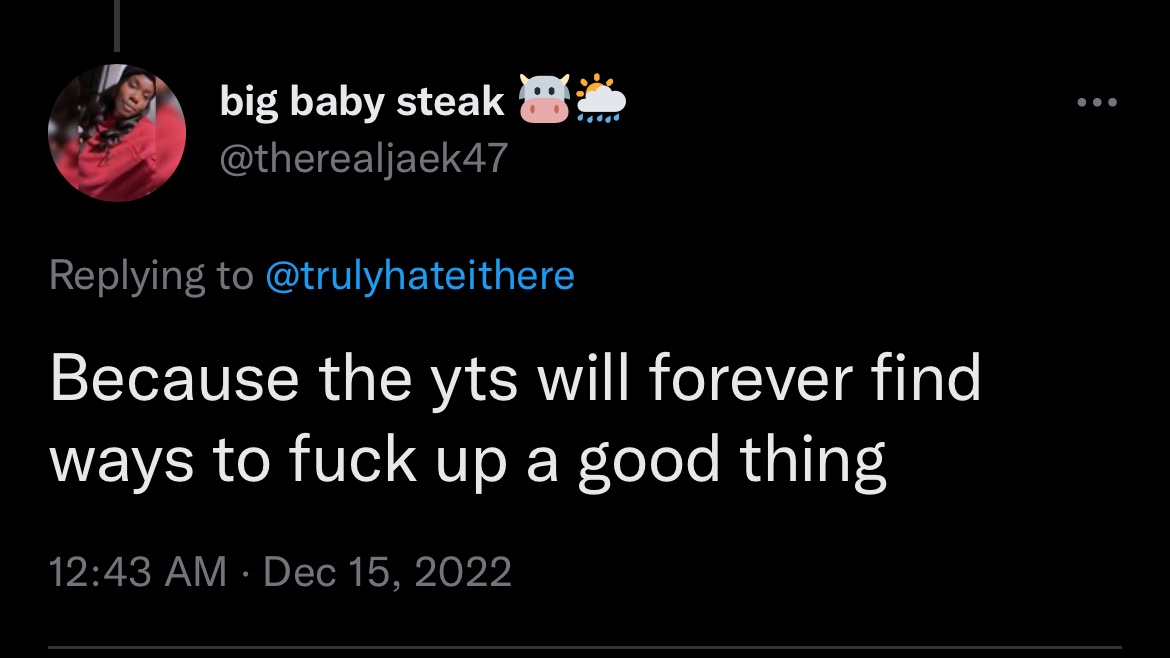 big baby steak 🐮🌦
@therealjaek47
Replying to @trulyhateithere
Because the yts will forever find
ways to fuck up a good thing
12:43 AM · Dec 15, 2022